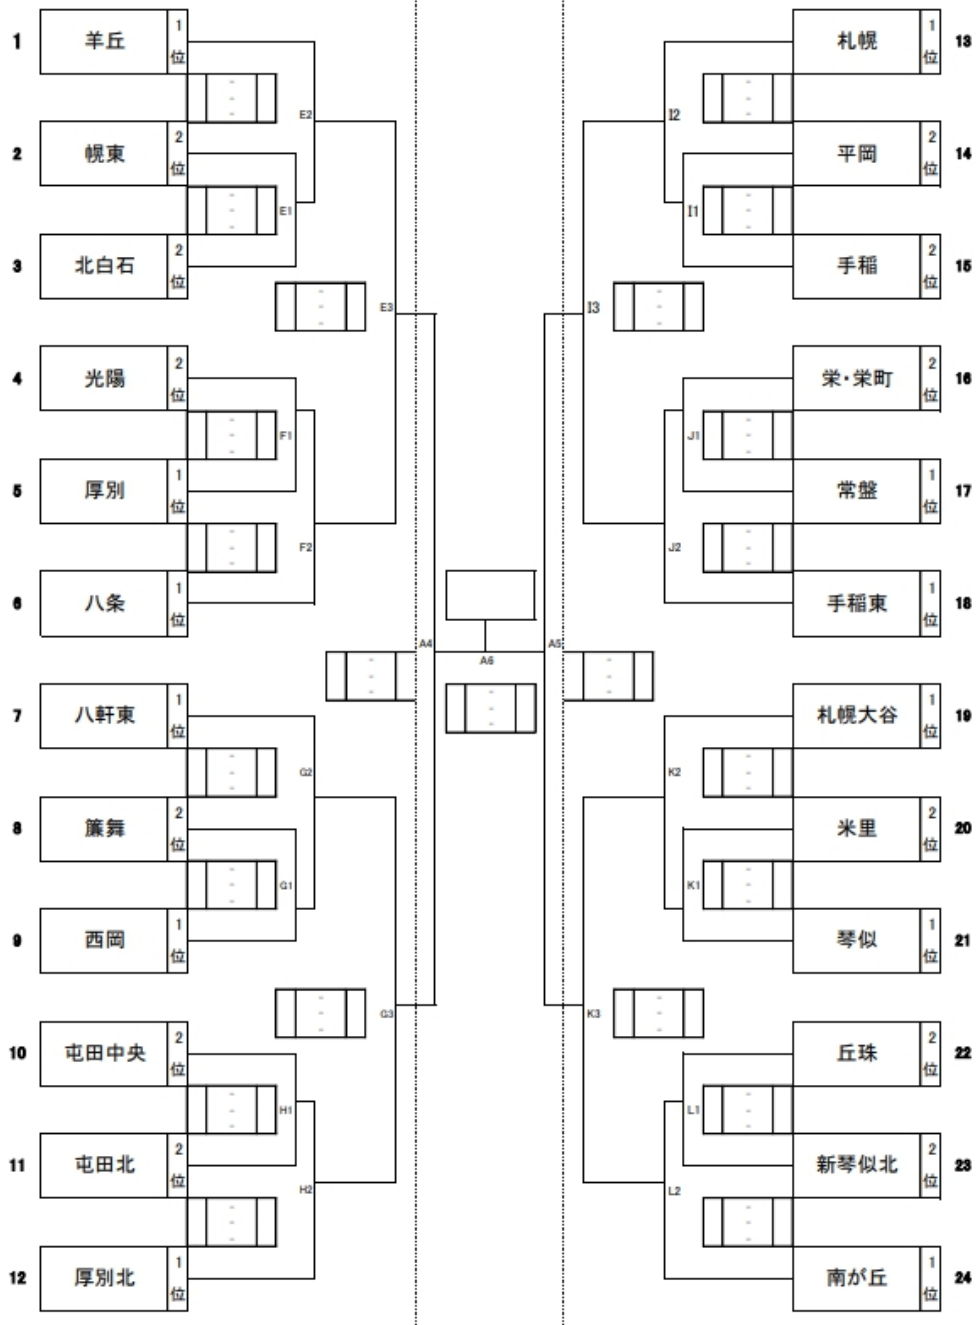 1 羊丘 1位
E2
2 幌東 2位
E1
3 北白石 2位
E3
4 光陽 2位
F1
5 厚別 1位
F2
6 八条 1位
A4
7 八軒東 1位
G2
8 簾舞 2位
G1
9 西岡 1位
G3
10 屯田中央 2位
H1
11 屯田北 2位
H2
12 厚別北 1位
A6
札幌 1位 13
I2
平岡 2位 14
I1
手稲 2位 15
I3
栄・栄町 2位 16
J1
常盤 1位 17
J2
手稲東 1位 18
A5
札幌大谷 1位 19
K2
米里 2位 20
K1
琴似 1位 21
K3
丘珠 2位 22
L1
新琴似北 2位 23
L2
南が丘 1位 24